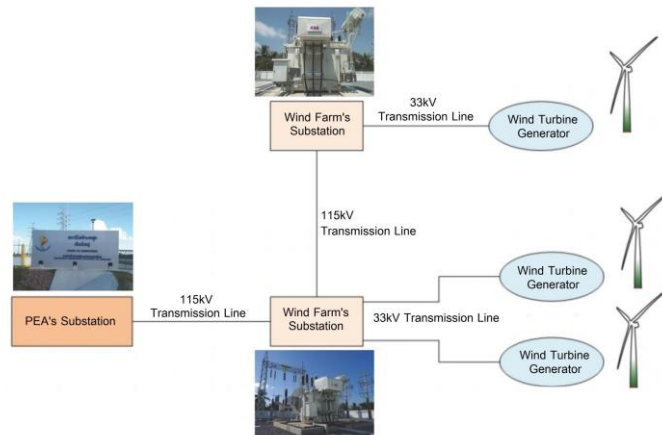 ABB
33kV
Transmission Line
Wind Farm's
Substation
Wind Turbine
Generator
115kV
Transmission Line
Wind Turbine
Generator
115kV
Transmission Line
PEA's Substation
Wind Farm's
Substation
33kV Transmission Line
Wind Turbine
Generator